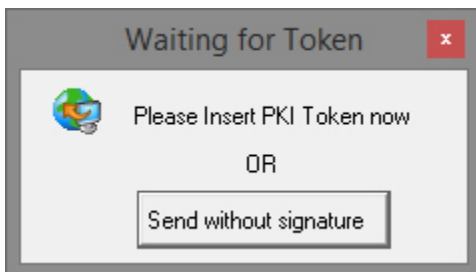 Waiting for Token
x
Please Insert PKI Token now
OR
Send without signature